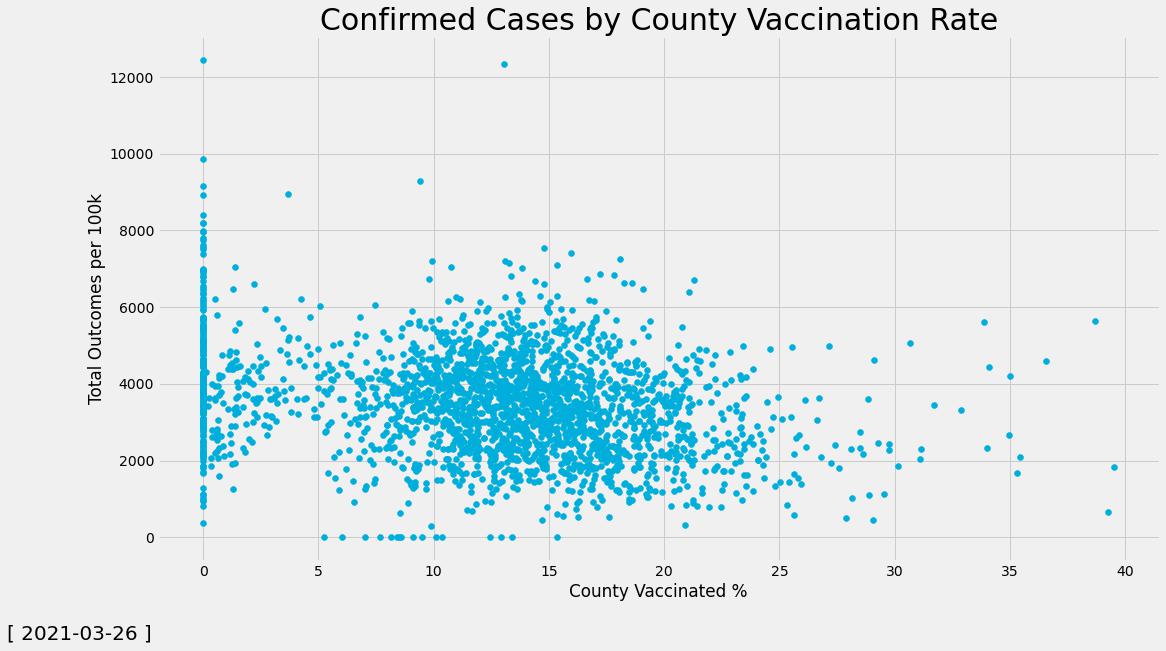 Confirmed Cases by County Vaccination Rate
12000
10000
8000
6000
4000
2000
0
Total Outcomes per 100k
0 5 10 15 20 25 30 35 40
County Vaccinated %
[ 2021-03-26 ]